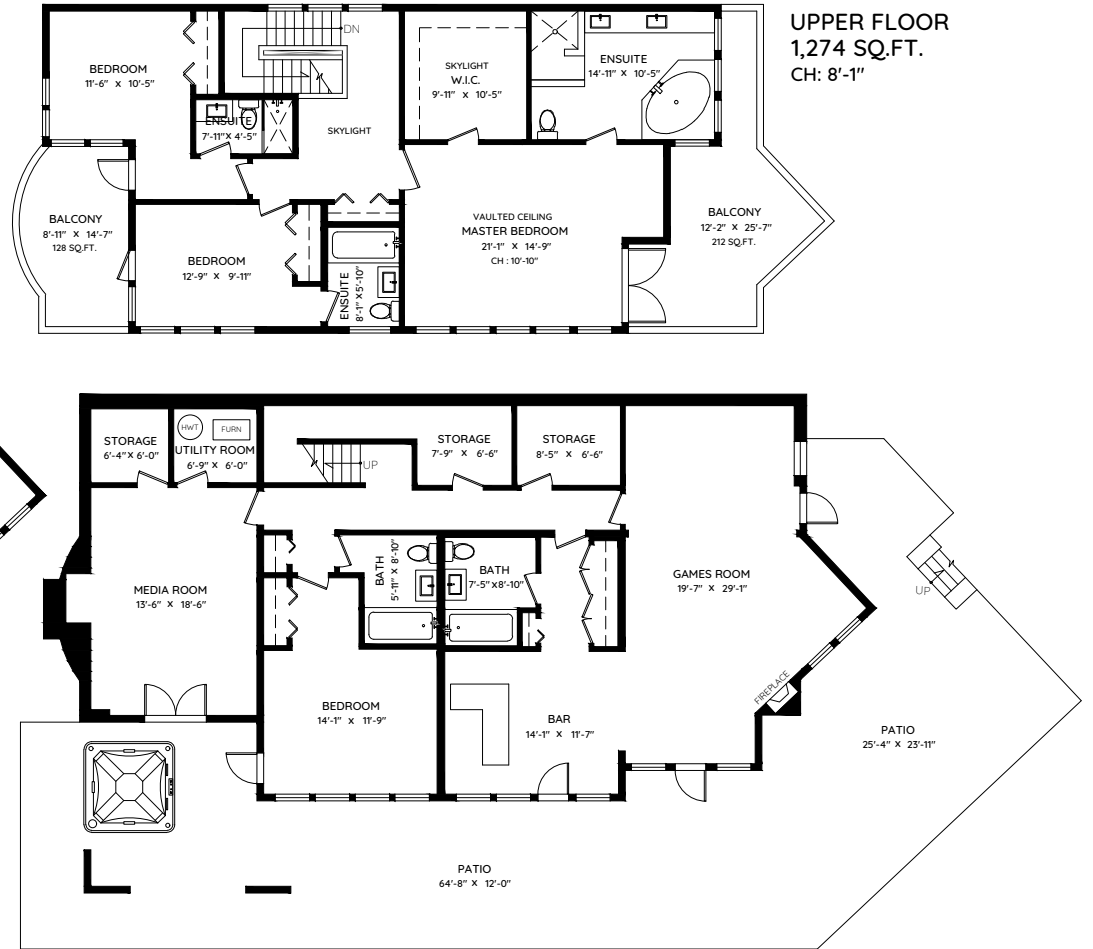 UPPER FLOOR
1,274 SQ.FT.
CH: 8'-1"
DN
BEDROOM
11'-6" x 10'-5"
ENSUITE
7'-11" x 4'-5"
SKYLIGHT
SKYLIGHT
W.I.C.
9'-11" x 10'-5"
ENSUITE
14'-11" x 10'-5"
BALCONY
8'-11" x 14'-7"
128 SQ.FT.
BEDROOM
12'-9" x 9'-11"
ENSUITE
8'-1" x 5'-10"
VAULTED CEILING
MASTER BEDROOM
21'-1" x 14'-9"
CH : 10'-10"
BALCONY
12'-2" x 25'-7"
212 SQ.FT.
STORAGE
6'-4" x 6'-0"
HWT
FURN
UTILITY ROOM
6'-9" x 6'-0"
UP
STORAGE
7'-9" x 6'-6"
STORAGE
8'-5" x 6'-6"
MEDIA ROOM
13'-6" x 18'-6"
BATH
5'-11" x 8'-10"
BATH
7'-5" x 8'-10"
GAMES ROOM
19'-7" x 29'-1"
UP
BEDROOM
14'-1" x 11'-9"
BAR
14'-1" x 11'-7"
FIREPLACE
PATIO
25'-4" x 23'-11"
PATIO
64'-8" x 12'-0"